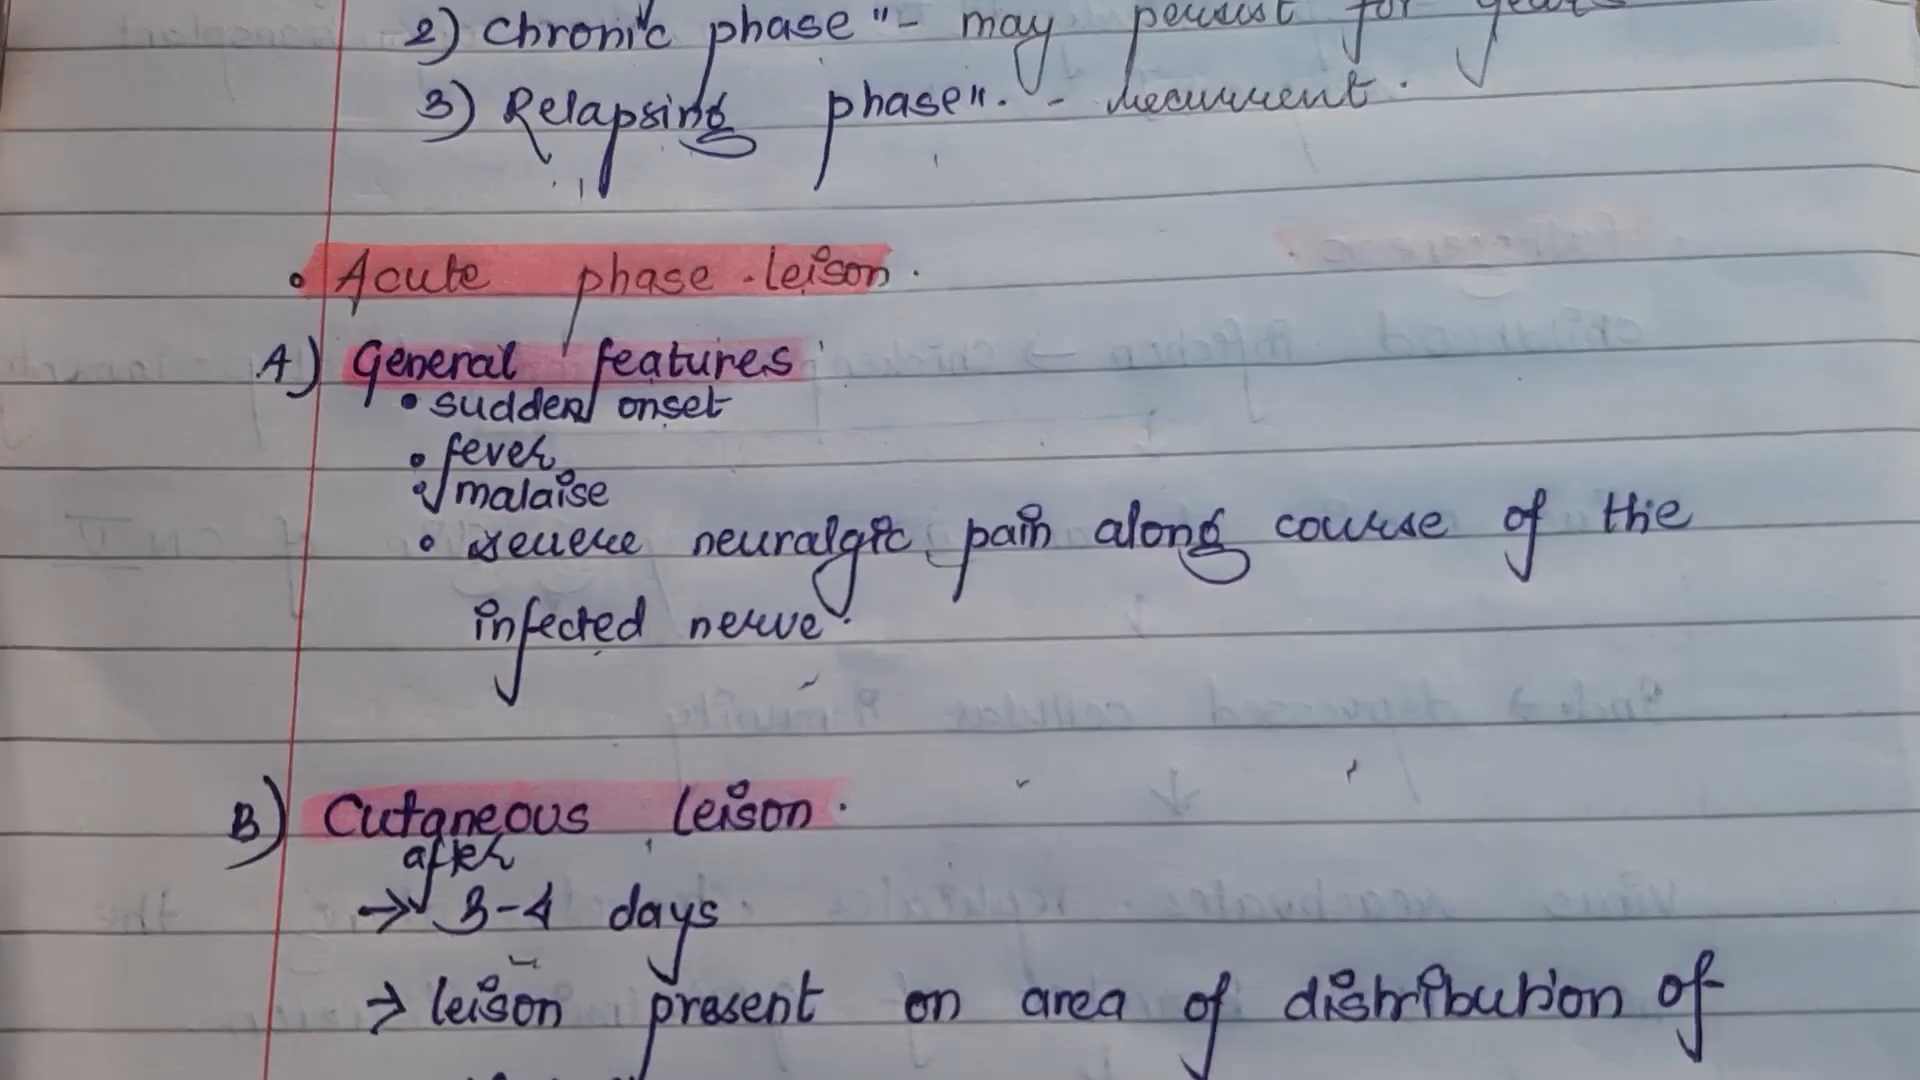 2) Chronic phase "- may persist for years
3) Relapsing phase". - recurrent.
• Acute phase leison.
A) General features
• sudden onset
• fever
• malaise
• severe neuralgic pain along course of the
infected nerve.
B) Cutaneous leison.
after
→ 3-4 days
→ leison present on area of distribution of